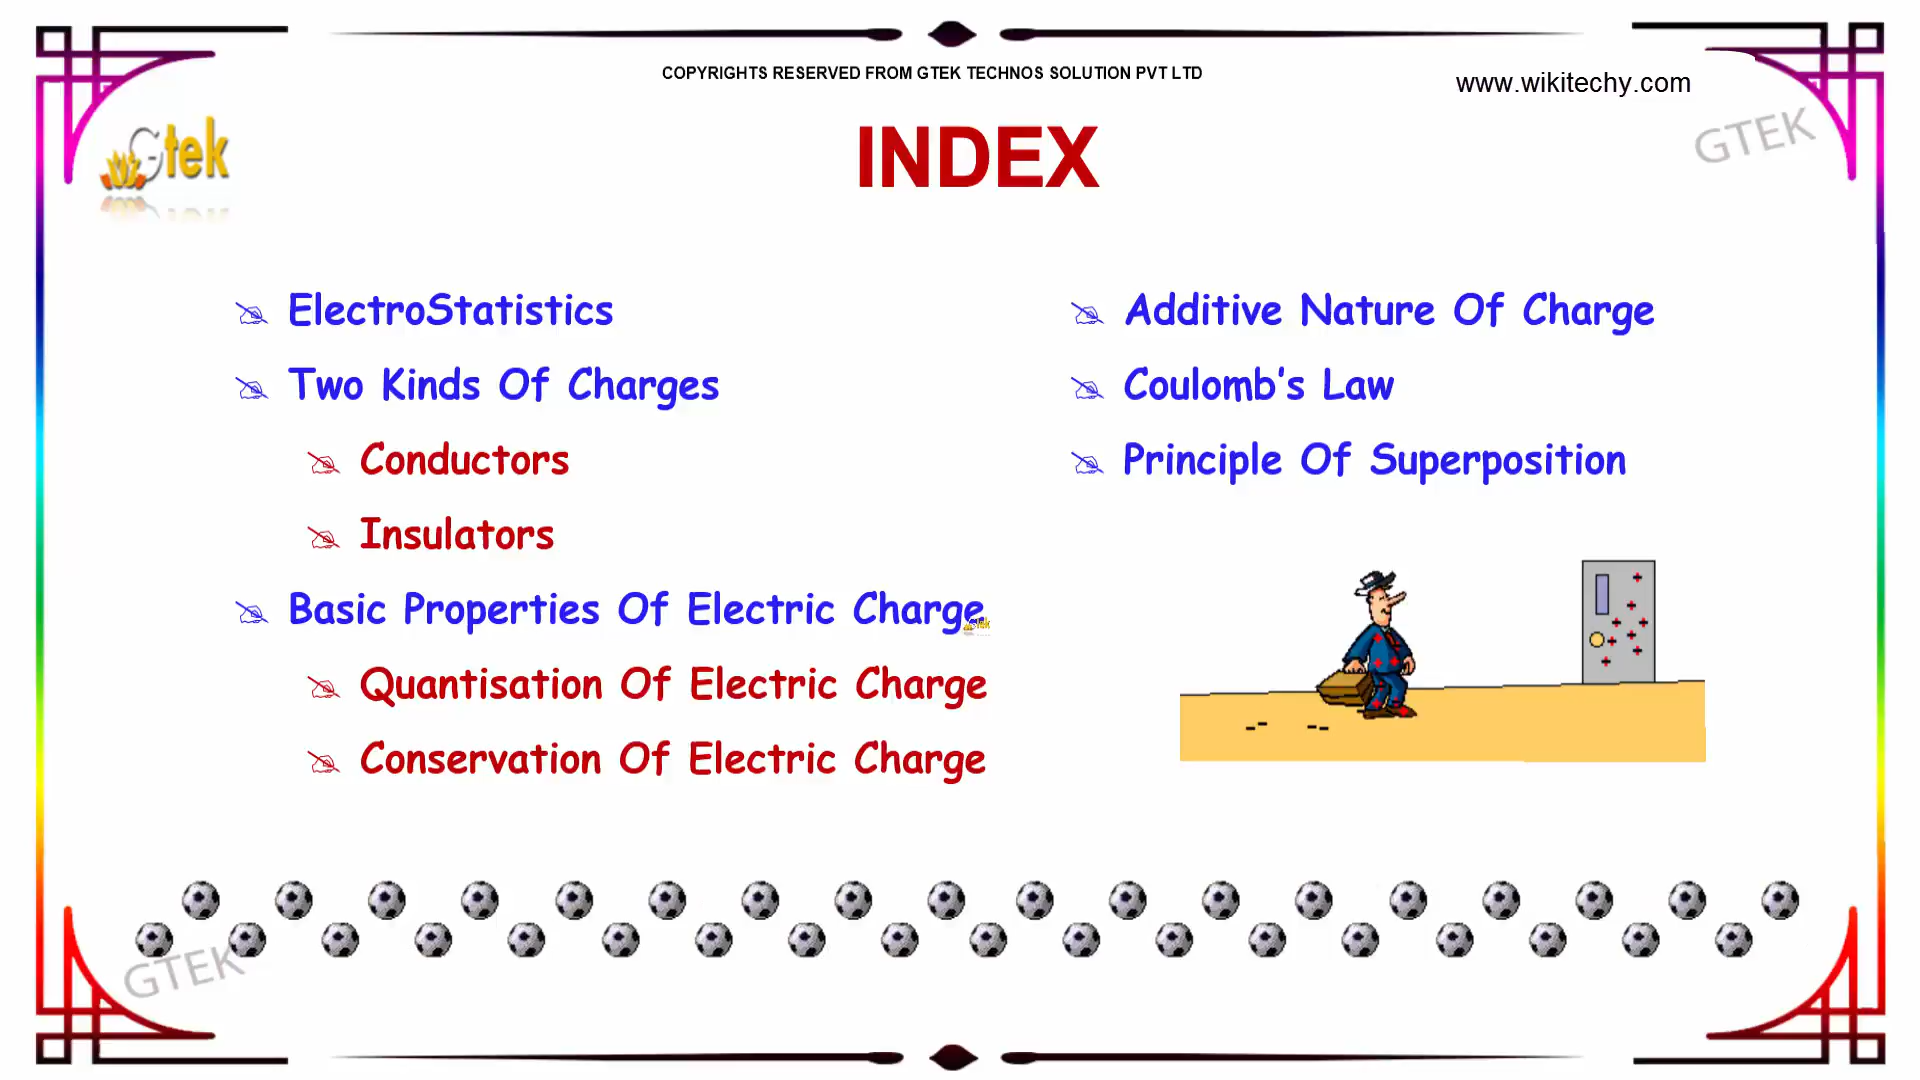 COPYRIGHTS RESERVED FROM GTEK TECHNOS SOLUTION PVT LTD
www.wikitechy.com
Gtek
GTEK
INDEX
ElectroStatistics
Two Kinds Of Charges
Conductors
Insulators
Basic Properties Of Electric Charge
Quantisation Of Electric Charge
Conservation Of Electric Charge
Additive Nature Of Charge
Coulomb's Law
Principle Of Superposition
GTEK